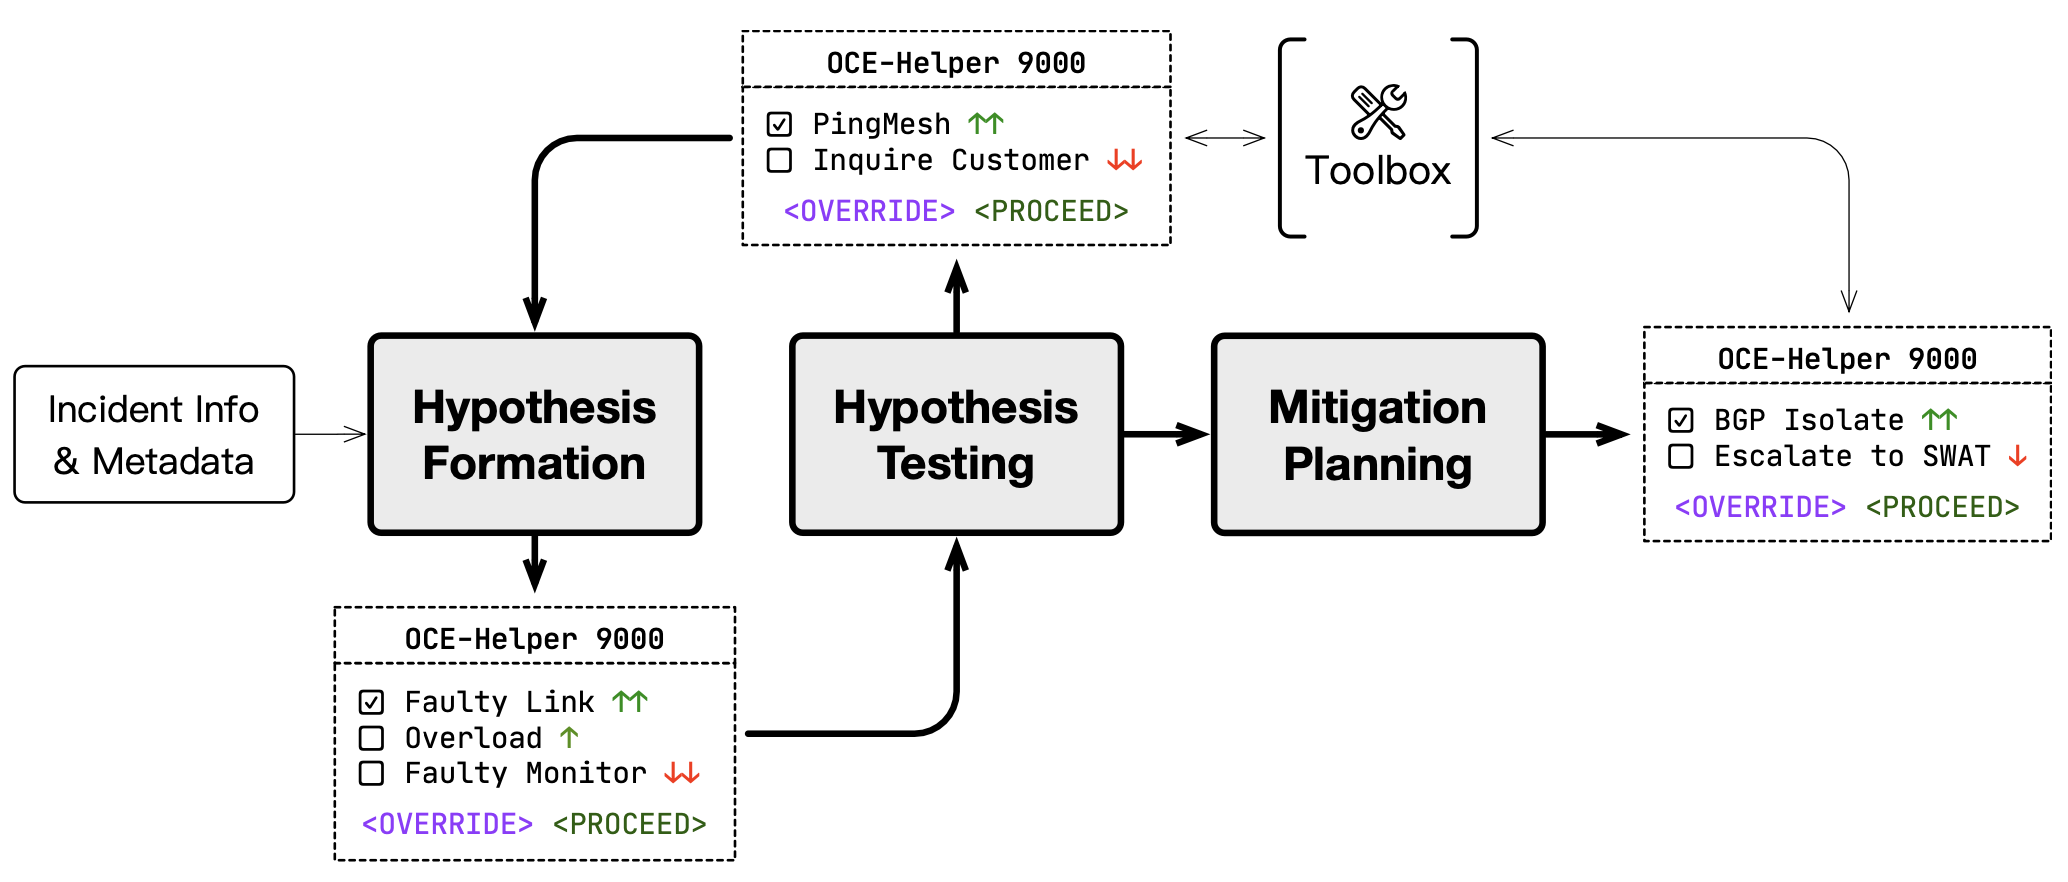 OCE-Helper 9000
PingMesh ↑↑
Inquire Customer ↓↓
<OVERRIDE> <PROCEED>
Toolbox
Incident Info
& Metadata
Hypothesis
Formation
Hypothesis
Testing
Mitigation
Planning
OCE-Helper 9000
BGP Isolate ↑↑
Escalate to SWAT ↓
<OVERRIDE> <PROCEED>
OCE-Helper 9000
Faulty Link ↑↑
Overload ↑
Faulty Monitor ↓↓
<OVERRIDE> <PROCEED>